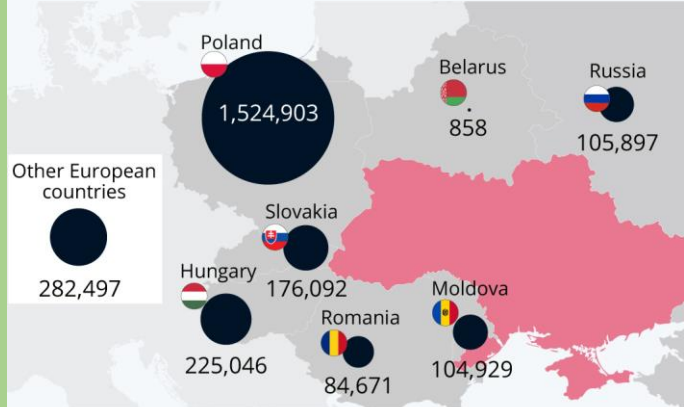 Poland
1,524,903
Belarus
858
Russia
105,897
Other European
countries
282,497
Slovakia
176,092
Hungary
225,046
Romania
84,671
Moldova
104,929